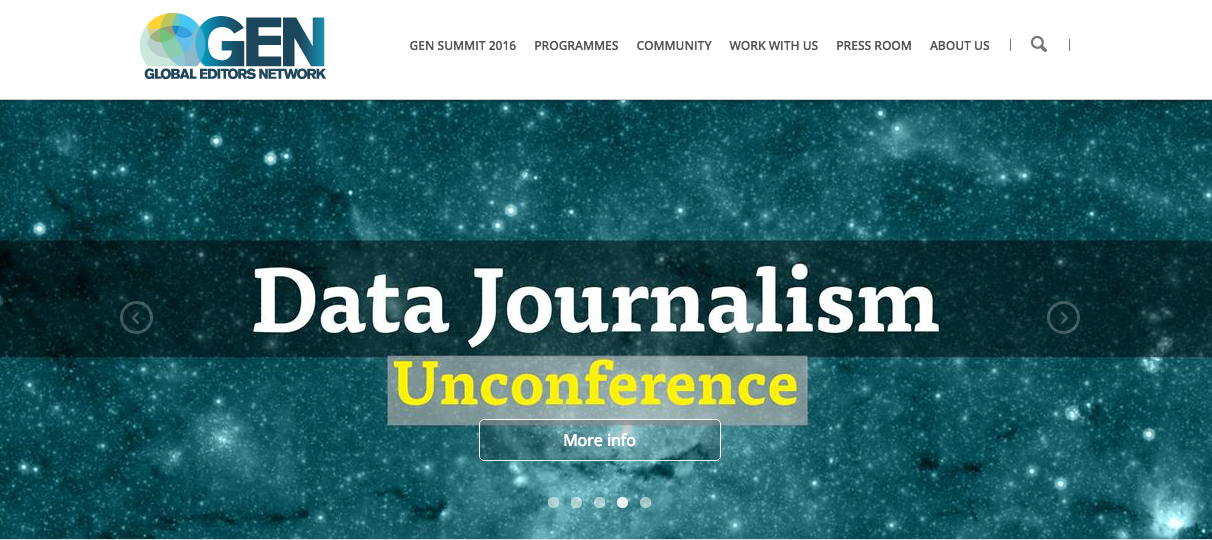 GEN
GLOBAL EDITORS NETWORK
GEN SUMMIT 2016 PROGRAMMES COMMUNITY WORK WITH US PRESS ROOM ABOUT US
Data Journalism
Unconference
More info